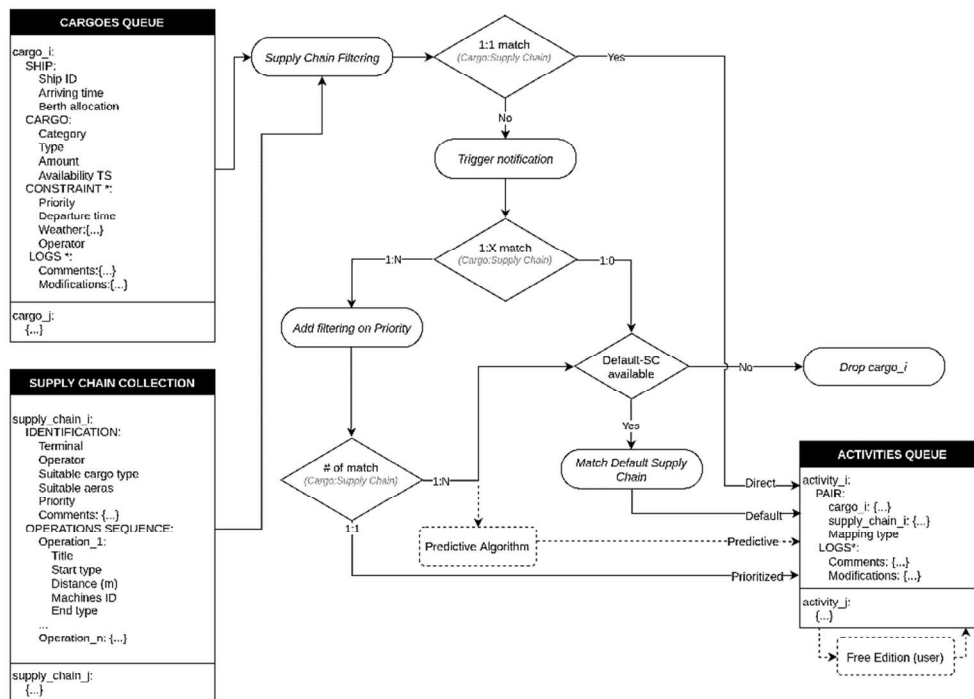 CARGOES QUEUE
cargo_i:
SHIP:
Ship ID
Arriving time
Berth allocation
CARGO:
Category
Type
Amount
Availability TS
CONSTRAINT *:
Priority
Departure time
Weather:{...}
Operator
LOGS *:
Comments:{...}
Modifications:{...}
cargo_j:
{...}
SUPPLY CHAIN COLLECTION
supply_chain_i:
IDENTIFICATION:
Terminal
Operator
Suitable cargo type
Suitable aeras
Priority
Comments: {...}
OPERATIONS SEQUENCE:
Operation_1:
Title
Start type
Distance (m)
Machines ID
End type
...
Operation_n: {...}
supply_chain_j:
{...}
Supply Chain Filtering
1:1 match
(Cargo:Supply Chain)
Yes
No
Trigger notification
1:X match
(Cargo:Supply Chain)
1:N
1:0
Add filtering on Priority
Default-SC
available
No
Drop cargo_i
Yes
Match Default Supply
Chain
# of match
(Cargo:Supply Chain)
1:N
1:1
Predictive Algorithm
Direct
Default
Predictive
Prioritized
ACTIVITIES QUEUE
activity_i:
PAIR:
cargo_i: {...}
supply_chain_i: {...}
Mapping type
LOGS*:
Comments: {...}
Modifications: {...}
activity_j:
{...}
Free Edition (user)